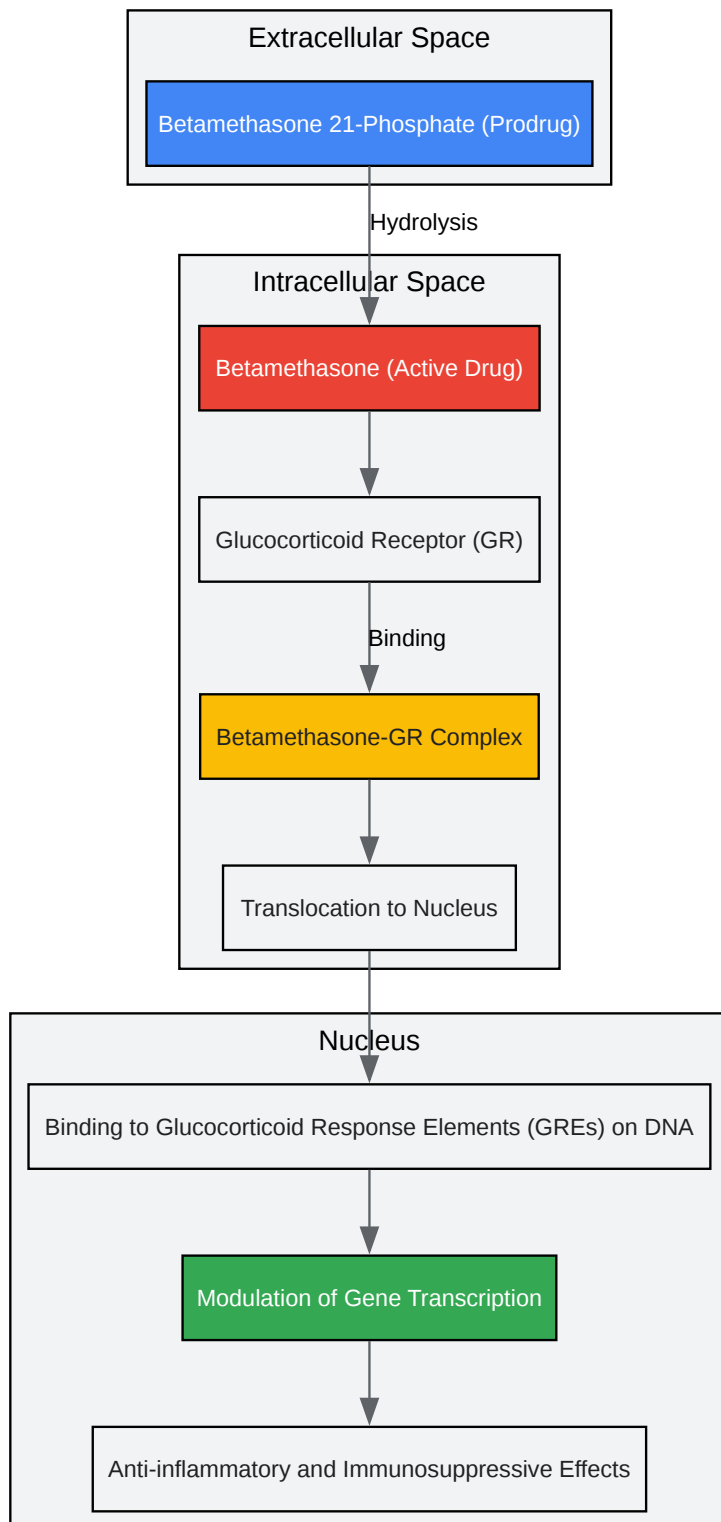 Extracellular Space
Betamethasone 21-Phosphate (Prodrug)
Hydrolysis
Intracellular Space
Betamethasone (Active Drug)
Glucocorticoid Receptor (GR)
Binding
Betamethasone-GR Complex
Translocation to Nucleus
Nucleus
Binding to Glucocorticoid Response Elements (GREs) on DNA
Modulation of Gene Transcription
Anti-inflammatory and Immunosuppressive Effects